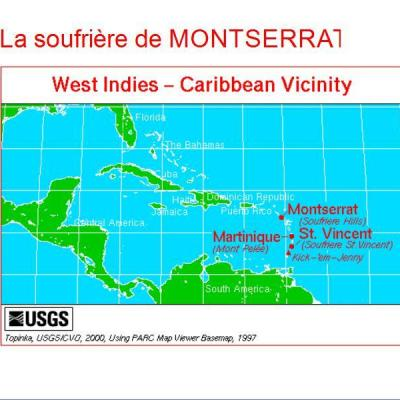 La soufrière de MONTSERRAT
West Indies – Caribbean Vicinity
Florida
The Bahamas
Cuba
Haiti
Dominican Republic
Jamaica
Puerto Rico
Montserrat
(Soufriere Hills)
Central America
Martinique
(Mont Pelée)
St. Vincent
(Soufriere St.Vincent)
Kick-'em-Jenny
South America
USGS
Topinka, USGS/CVO, 2000, Using PARC Map Viewer Basemap, 1997